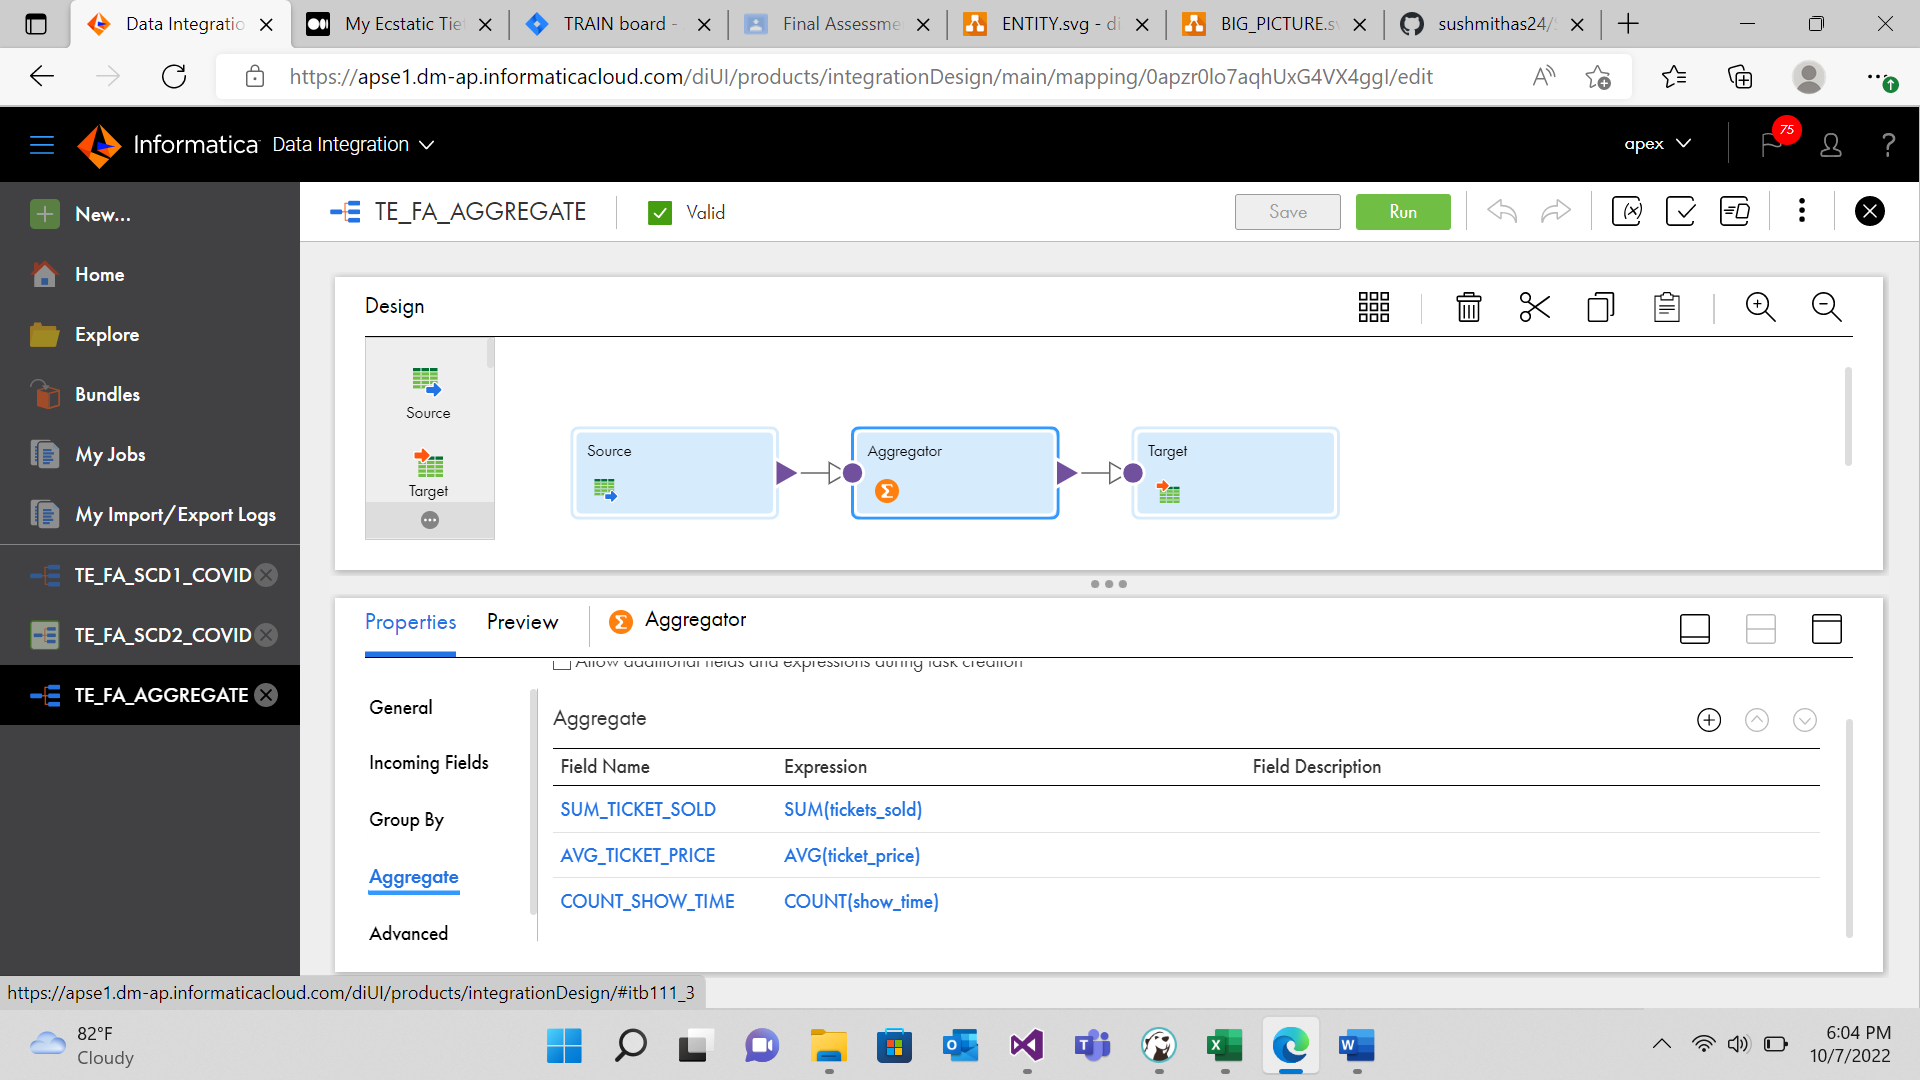 Data Integratio
My Ecstatic Tie
TRAIN board -
Final Assessme
ENTITY.svg - di
BIG_PICTURE.sv
sushmithas24/S
https://apse1.dm-ap.informaticacloud.com/diUI/products/integrationDesign/main/mapping/0apzr0lo7aqhUxG4VX4ggI/edit
Informatica Data Integration
apex
75
?
New...
Home
Explore
Bundles
My Jobs
My Import/Export Logs
TE_FA_SCD1_COVID
TE_FA_SCD2_COVID
TE_FA_AGGREGATE
TE_FA_AGGREGATE
Valid
Save
Run
Design
Source
Target
Source
Aggregator
Target
Properties
Preview
Aggregator
Allow additional fields and expressions during task creation
General
Incoming Fields
Group By
Aggregate
Advanced
Aggregate
Field Name Expression Field Description
SUM_TICKET_SOLD SUM(tickets_sold)
AVG_TICKET_PRICE AVG(ticket_price)
COUNT_SHOW_TIME COUNT(show_time)
https://apse1.dm-ap.informaticacloud.com/diUI/products/integrationDesign/#itb111_3
82°F
Cloudy
6:04 PM
10/7/2022